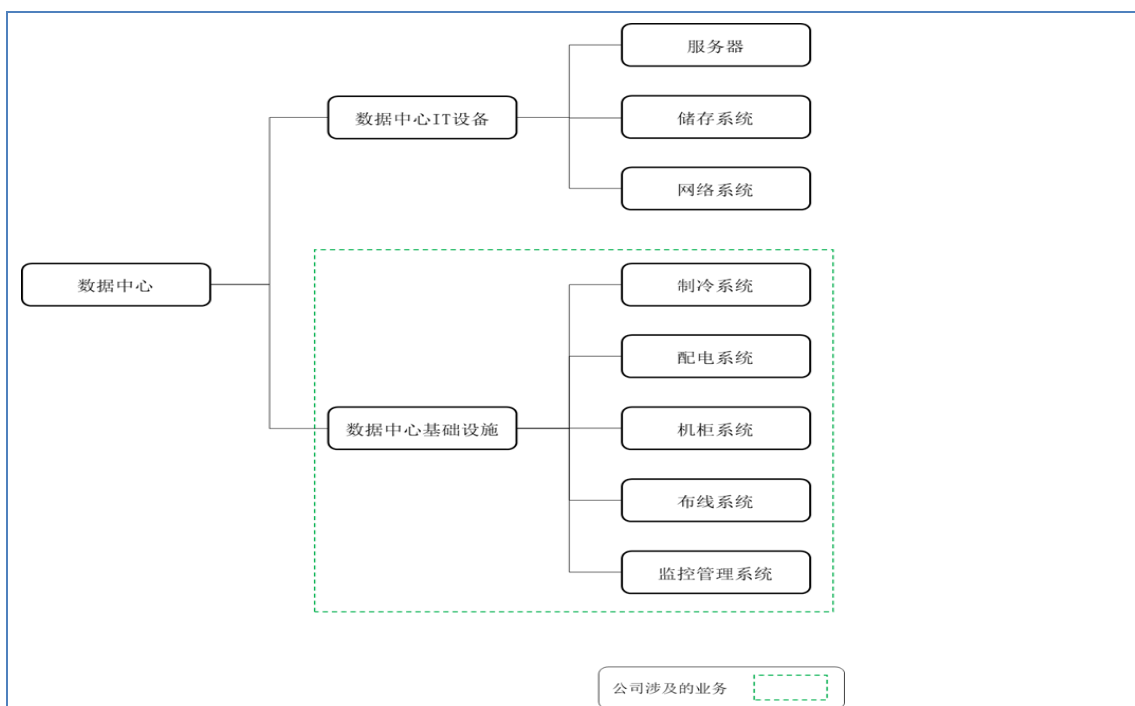 服务器
数据中心IT设备
储存系统
网络系统
数据中心
制冷系统
配电系统
数据中心基础设施
机柜系统
布线系统
监控管理系统
公司涉及的业务